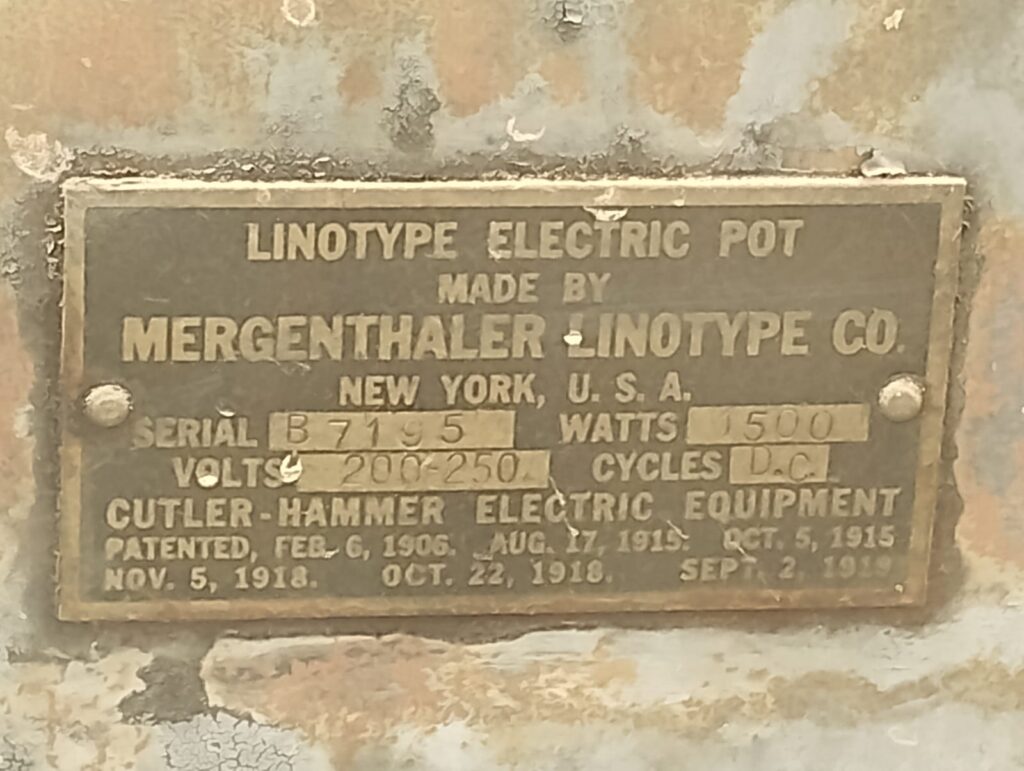 LINOTYPE ELECTRIC POT
MADE BY
MERGENTHALER LINOTYPE CO.
NEW YORK, U. S. A.
SERIAL B 7195 WATTS 1500
VOLTS 200-250. CYCLES D.C.
CUTLER-HAMMER ELECTRIC EQUIPMENT
PATENTED, FEB. 6, 1906. AUG. 17, 1915. OCT. 5, 1915
NOV. 5, 1918. OCT. 22, 1918. SEPT. 2, 1919